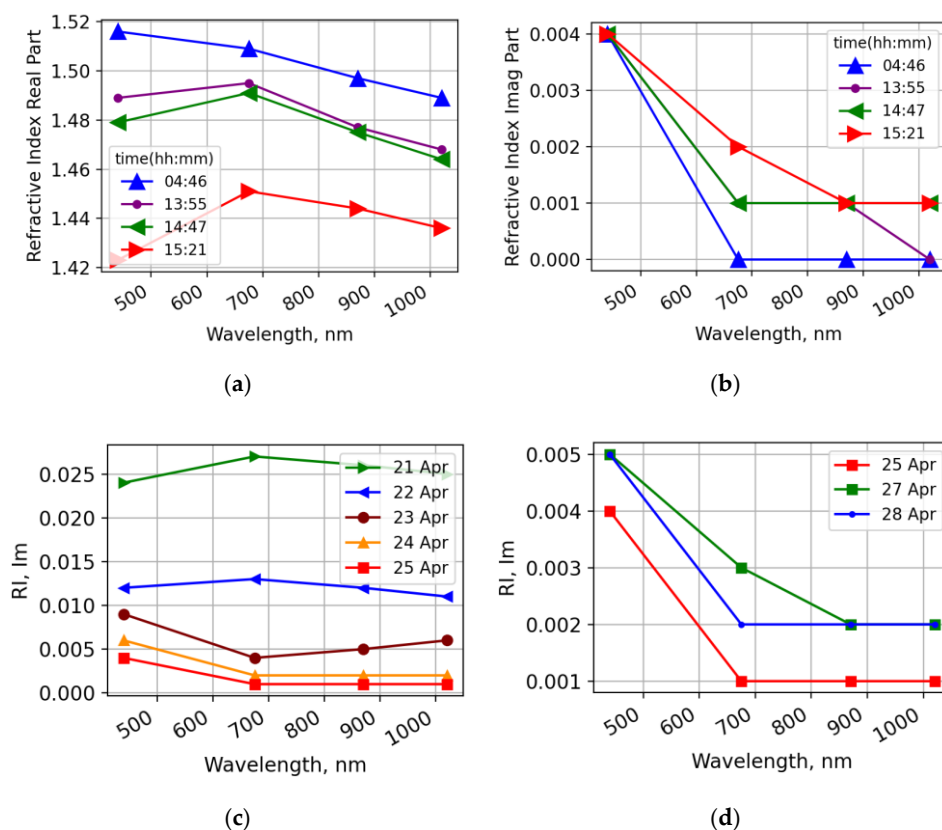 1.52
1.50
1.48
1.46
1.44
1.42
Refractive Index Real Part
time(hh:mm)
04:46
13:55
14:47
15:21
500
600
700
800
900
1000
Wavelength, nm
(a)
0.004
0.003
0.002
0.001
0.000
Refractive Index Imag Part
time(hh:mm)
04:46
13:55
14:47
15:21
500
600
700
800
900
1000
Wavelength, nm
(b)
0.025
0.020
0.015
0.010
0.005
0.000
RI, Im
21 Apr
22 Apr
23 Apr
24 Apr
25 Apr
500
600
700
800
900
1000
Wavelength, nm
(c)
0.005
0.004
0.003
0.002
0.001
RI, Im
25 Apr
27 Apr
28 Apr
500
600
700
800
900
1000
Wavelength, nm
(d)